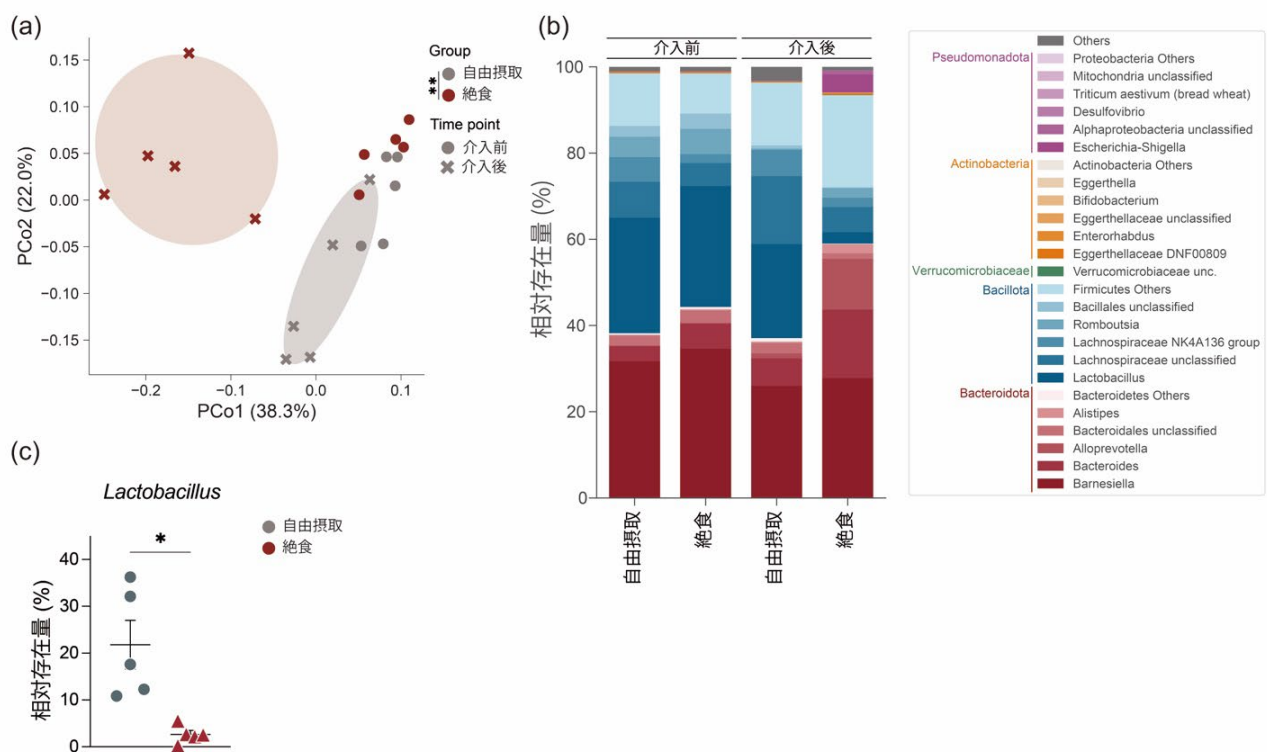 (a)
0.15
0.10
0.05
0.00
−0.05
−0.10
−0.15
PCo2 (22.0%)
−0.2
−0.1
0.0
0.1
PCo1 (38.3%)
Group
自由摂取
絶食
**
Time point
介入前
介入後
(b)
介入前
介入後
100
80
60
40
20
0
相対存在量 (%)
自由摂取
絶食
自由摂取
絶食
Others
Pseudomonadota
Proteobacteria Others
Mitochondria unclassified
Triticum aestivum (bread wheat)
Desulfovibrio
Alphaproteobacteria unclassified
Escherichia-Shigella
Actinobacteria
Actinobacteria Others
Eggerthella
Bifidobacterium
Eggerthellaceae unclassified
Enterorhabdus
Eggerthellaceae DNF00809
Verrucomicrobiaceae
Verrucomicrobiaceae unc.
Bacillota
Firmicutes Others
Bacillales unclassified
Romboutsia
Lachnospiraceae NK4A136 group
Lachnospiraceae unclassified
Lactobacillus
Bacteroidota
Bacteroidetes Others
Alistipes
Bacteroidales unclassified
Alloprevotella
Bacteroides
Barnesiella
(c)
Lactobacillus
自由摂取
絶食
*
40
30
20
10
0
相対存在量 (%)